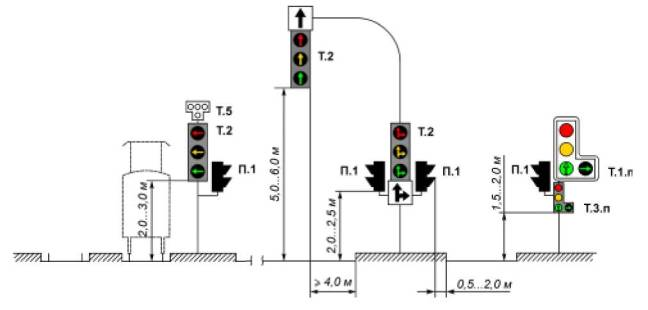 Т.2
Т.5
Т.2
П.1
2,0...3,0 м
5,0...6,0 м
Т.2
П.1
П.1
2,0...2,5 м
≥ 4,0 м
0,5...2,0 м
1,5...2,0 м
П.1
Т.1.п
Т.3.п